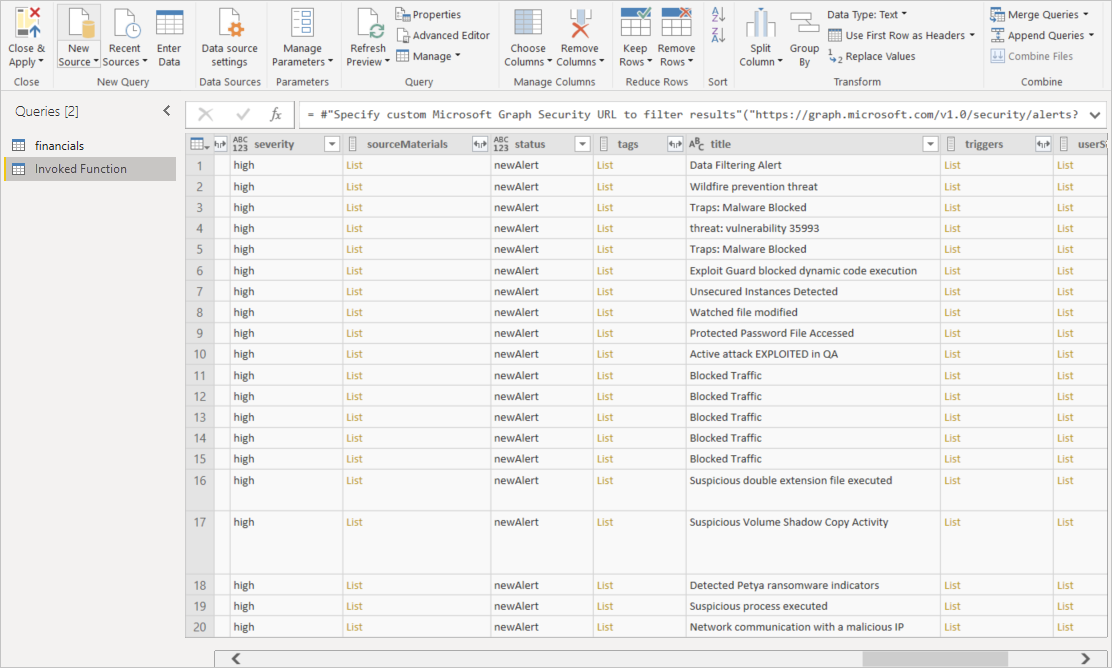 Close & Apply
New Source
Recent Sources
Enter Data
Data source settings
Manage Parameters
Refresh Preview
Properties
Advanced Editor
Manage
Choose Columns
Remove Columns
Keep Rows
Remove Rows
Split Column
Group By
Data Type: Text
Use First Row as Headers
Replace Values
Merge Queries
Append Queries
Combine Files
Close New Query Data Sources Parameters Query Manage Columns Reduce Rows Sort Transform Combine
Queries [2]
financials
Invoked Function
fx = #"Specify custom Microsoft Graph Security URL to filter results"("https://graph.microsoft.com/v1.0/security/alerts?
ABC 123 severity sourceMaterials ABC 123 status tags ABC title triggers userS
1 high List newAlert List Data Filtering Alert List List
2 high List newAlert List Wildfire prevention threat List List
3 high List newAlert List Traps: Malware Blocked List List
4 high List newAlert List threat: vulnerability 35993 List List
5 high List newAlert List Traps: Malware Blocked List List
6 high List newAlert List Exploit Guard blocked dynamic code execution List List
7 high List newAlert List Unsecured Instances Detected List List
8 high List newAlert List Watched file modified List List
9 high List newAlert List Protected Password File Accessed List List
10 high List newAlert List Active attack EXPLOITED in QA List List
11 high List newAlert List Blocked Traffic List List
12 high List newAlert List Blocked Traffic List List
13 high List newAlert List Blocked Traffic List List
14 high List newAlert List Blocked Traffic List List
15 high List newAlert List Blocked Traffic List List
16 high List newAlert List Suspicious double extension file executed List List
17 high List newAlert List Suspicious Volume Shadow Copy Activity List List
18 high List newAlert List Detected Petya ransomware indicators List List
19 high List newAlert List Suspicious process executed List List
20 high List newAlert List Network communication with a malicious IP List List